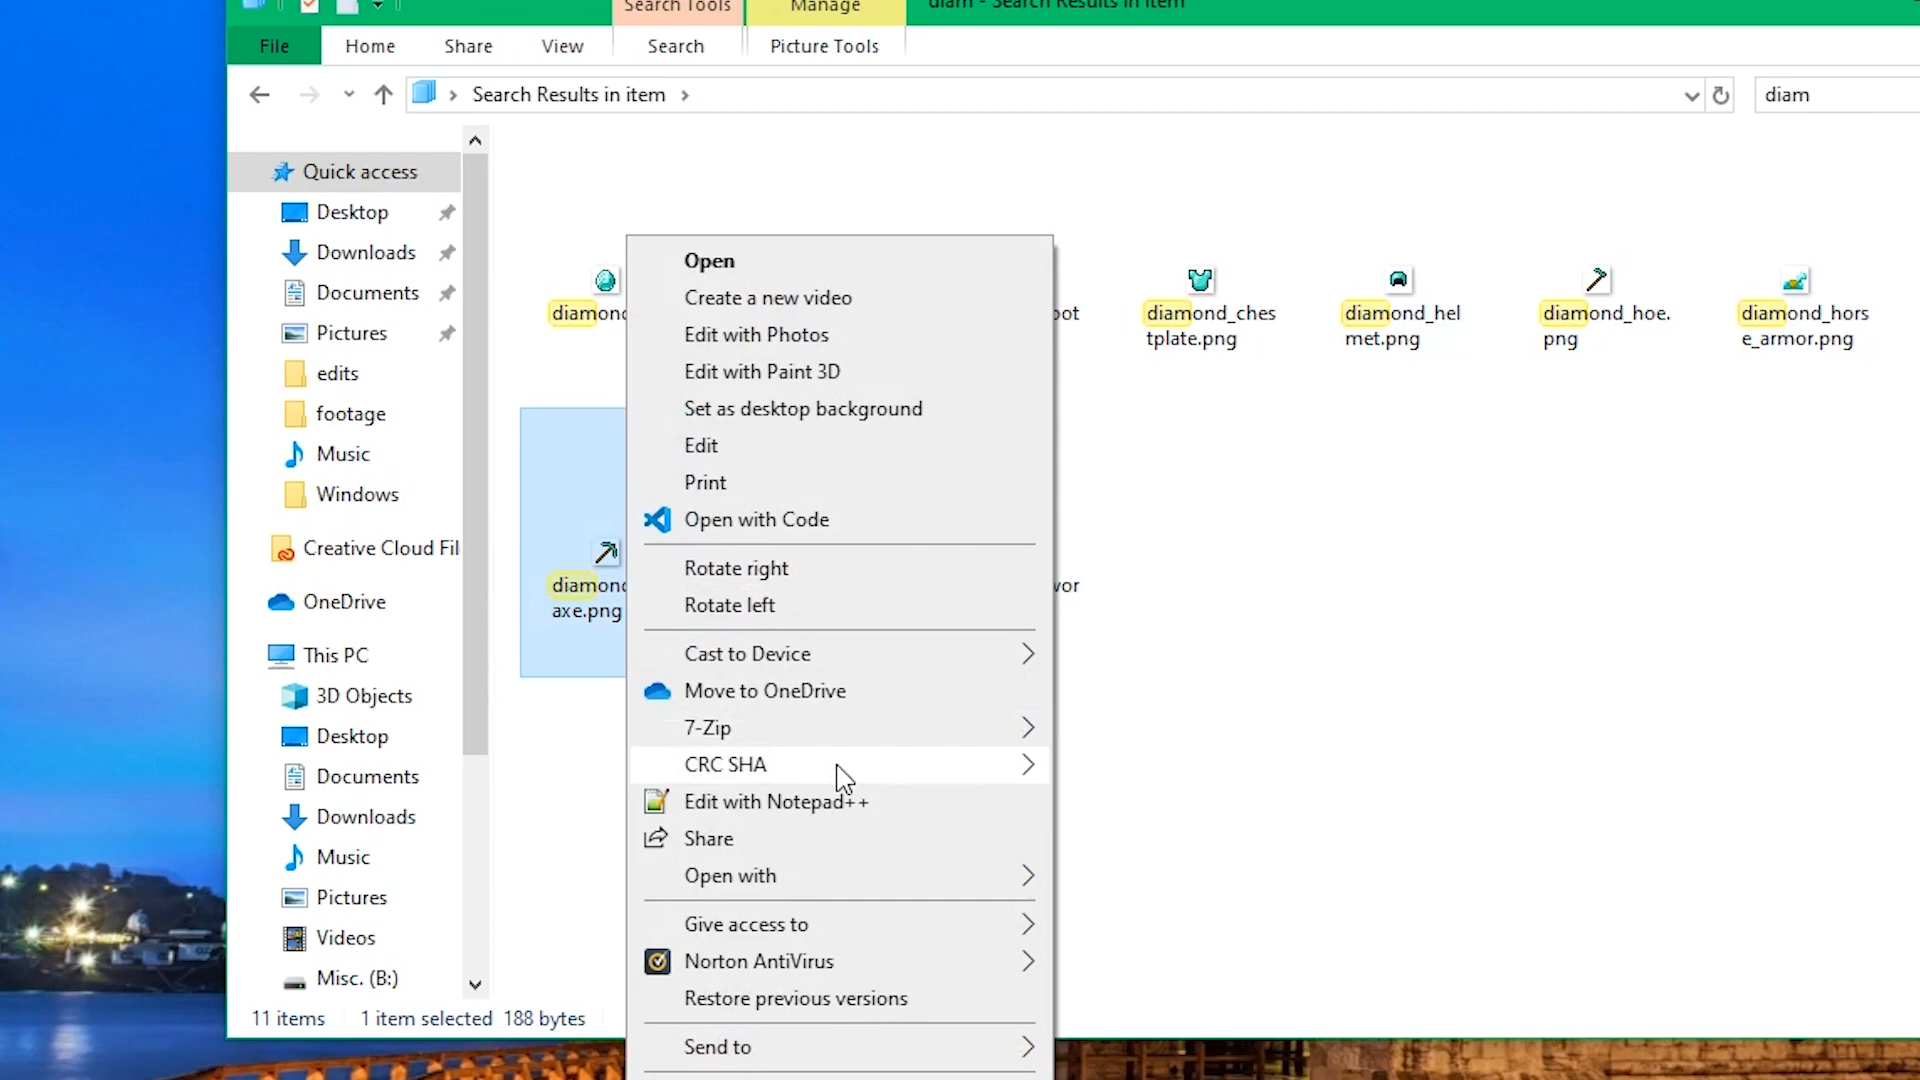 Search Tools
Manage
diam - Search Results in item
File
Home
Share
View
Search
Picture Tools
Search Results in item
diam
Quick access
Desktop
Downloads
Documents
Pictures
edits
footage
Music
Windows
Creative Cloud Fil
OneDrive
This PC
3D Objects
Desktop
Documents
Downloads
Music
Pictures
Videos
Misc. (B:)
diamond
diamond_ches
tplate.png
diamond_hel
met.png
diamond_hoe.
png
diamond_hors
e_armor.png
diamond
axe.png
Open
Create a new video
Edit with Photos
Edit with Paint 3D
Set as desktop background
Edit
Print
Open with Code
Rotate right
Rotate left
Cast to Device
Move to OneDrive
7-Zip
CRC SHA
Edit with Notepad++
Share
Open with
Give access to
Norton AntiVirus
Restore previous versions
Send to
11 items
1 item selected 188 bytes